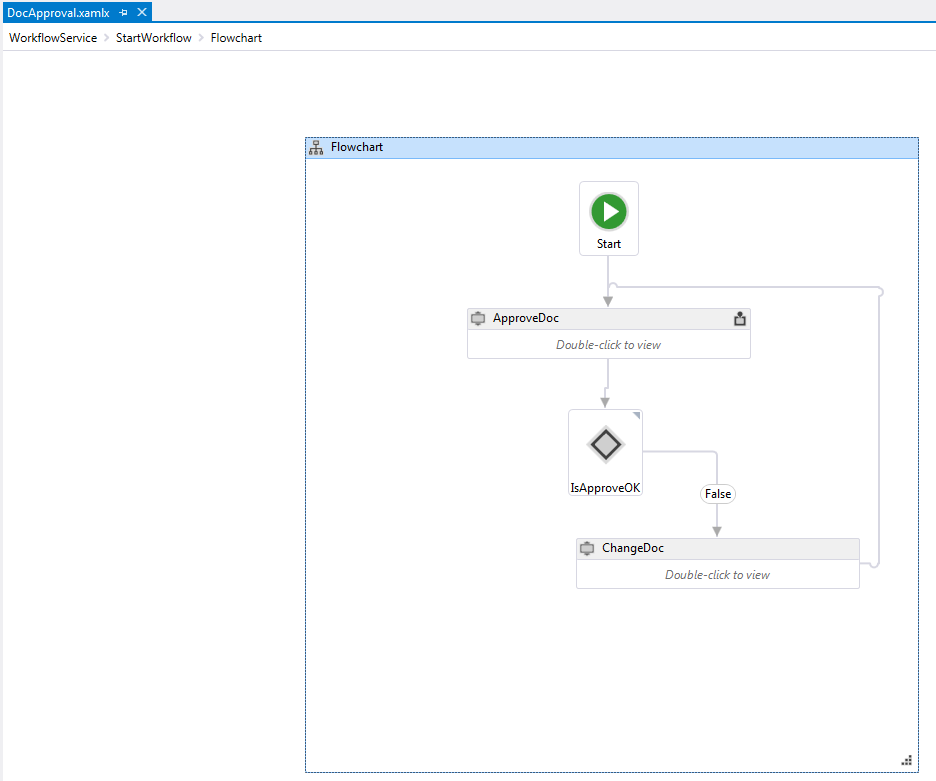 DocApproval.xamlx
WorkflowService > StartWorkflow > Flowchart
Flowchart
Start
ApproveDoc
Double-click to view
IsApproveOK
False
ChangeDoc
Double-click to view